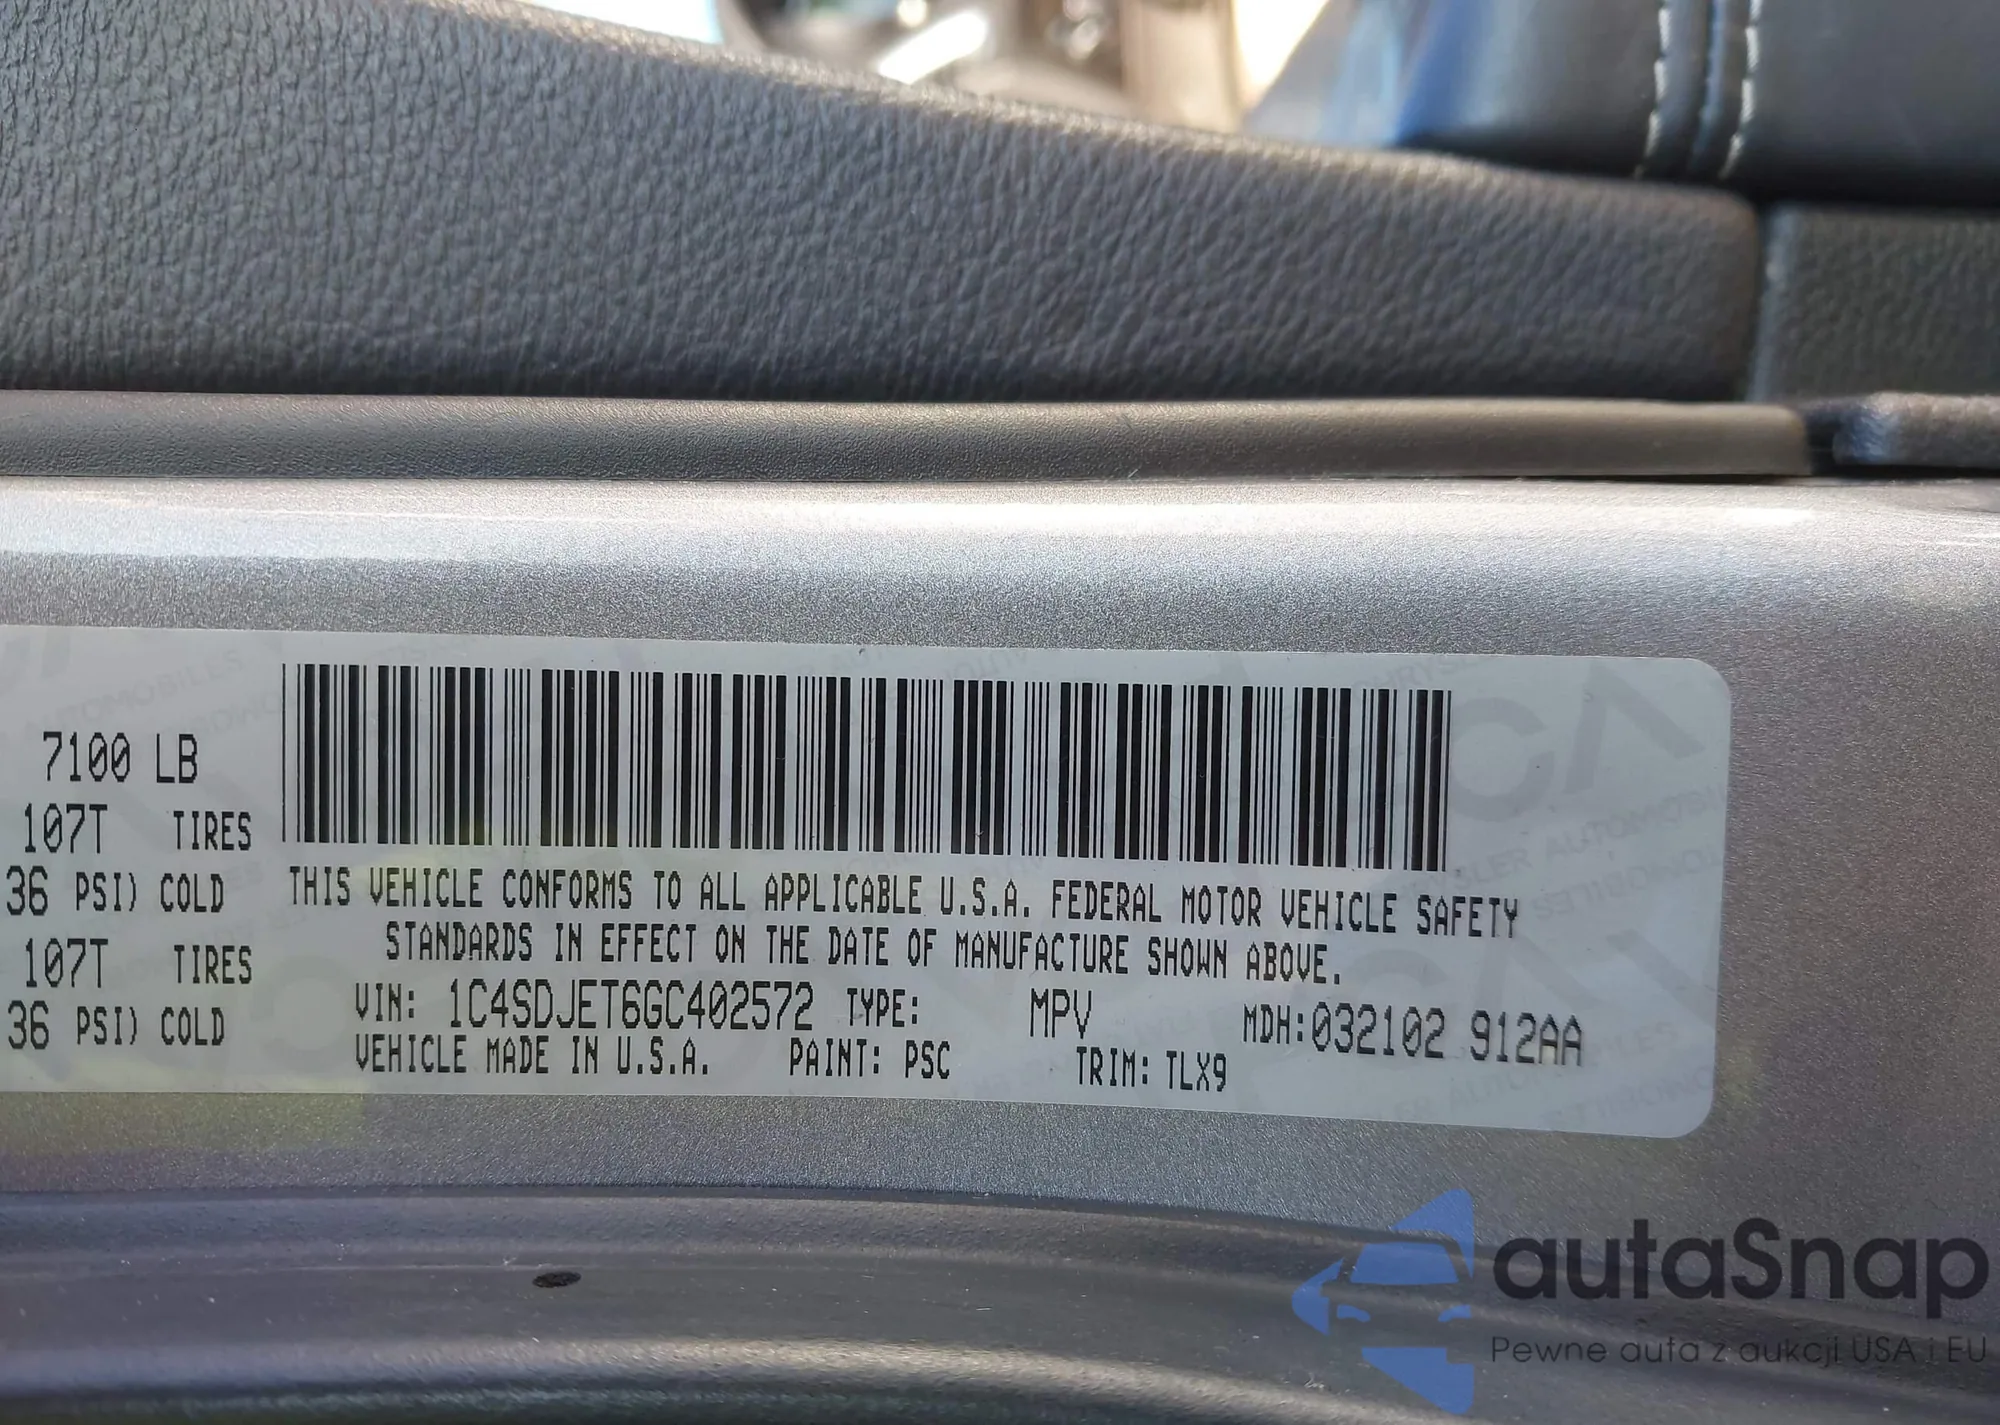 7100 LB
107T TIRES
36 PSI) COLD
107T TIRES
36 PSI) COLD
THIS VEHICLE CONFORMS TO ALL APPLICABLE U.S.A. FEDERAL MOTOR VEHICLE SAFETY
STANDARDS IN EFFECT ON THE DATE OF MANUFACTURE SHOWN ABOVE.
VIN: 1C4SDJET6GC402572 TYPE: MPV MDH:032102 912AA
VEHICLE MADE IN U.S.A. PAINT: PSC TRIM: TLX9
autaSnap
Pewne auta z aukcji USA i EU